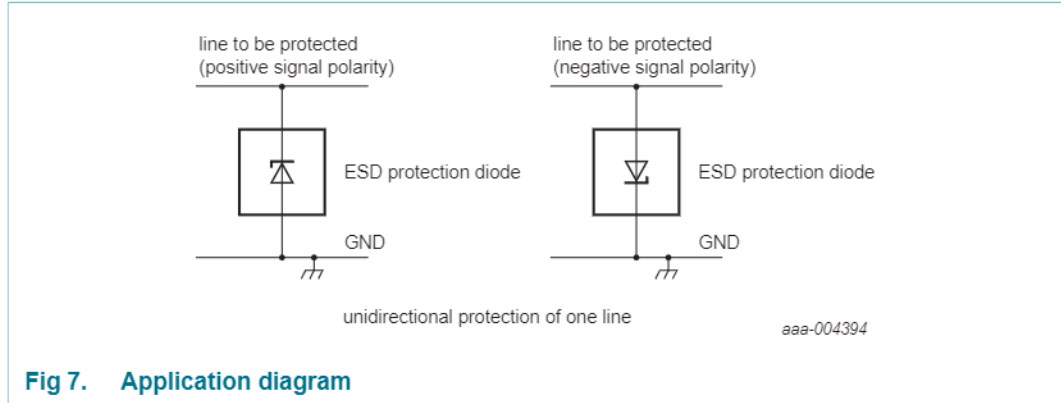 line to be protected
(positive signal polarity)
line to be protected
(negative signal polarity)
ESD protection diode
ESD protection diode
GND
GND
unidirectional protection of one line
aaa-004394
Fig 7. Application diagram